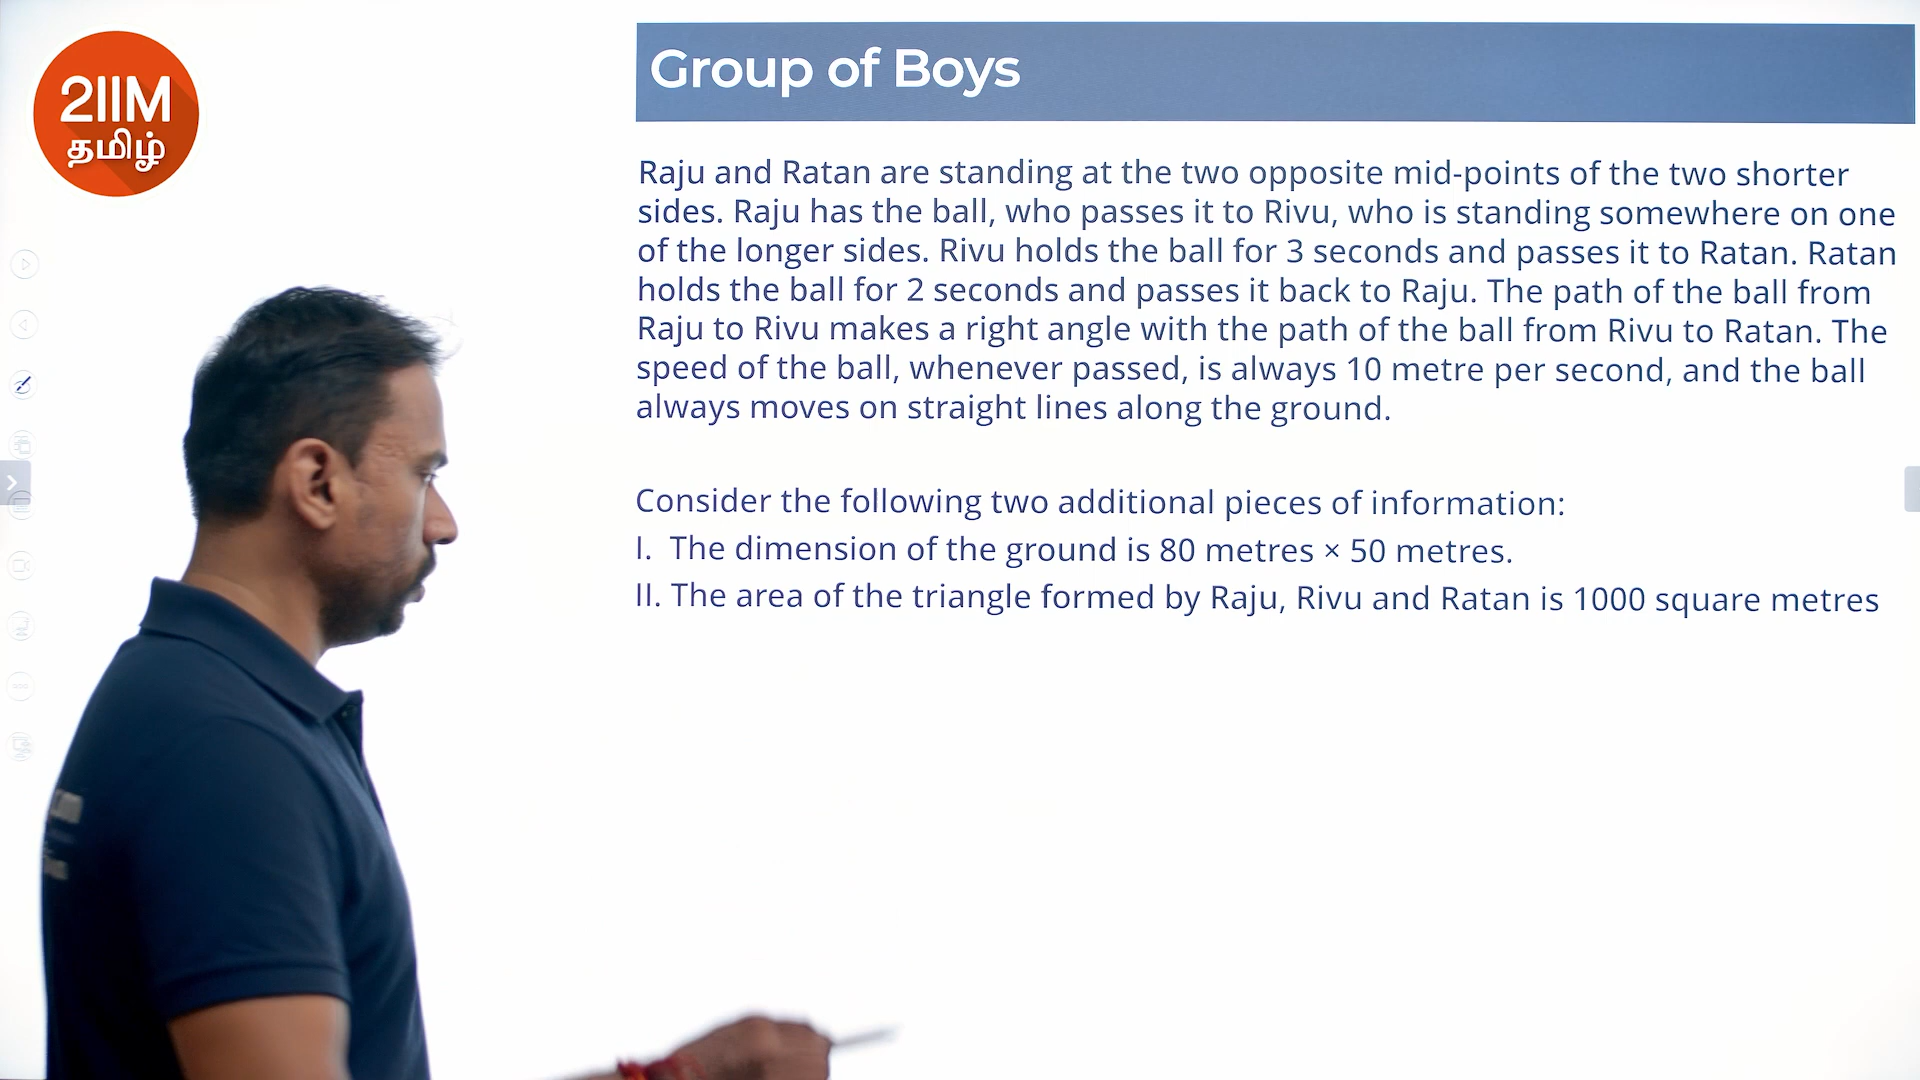 2IIM
தமிழ்
Group of Boys
Raju and Ratan are standing at the two opposite mid-points of the two shorter
sides. Raju has the ball, who passes it to Rivu, who is standing somewhere on one
of the longer sides. Rivu holds the ball for 3 seconds and passes it to Ratan. Ratan
holds the ball for 2 seconds and passes it back to Raju. The path of the ball from
Raju to Rivu makes a right angle with the path of the ball from Rivu to Ratan. The
speed of the ball, whenever passed, is always 10 metre per second, and the ball
always moves on straight lines along the ground.
Consider the following two additional pieces of information:
I. The dimension of the ground is 80 metres × 50 metres.
II. The area of the triangle formed by Raju, Rivu and Ratan is 1000 square metres